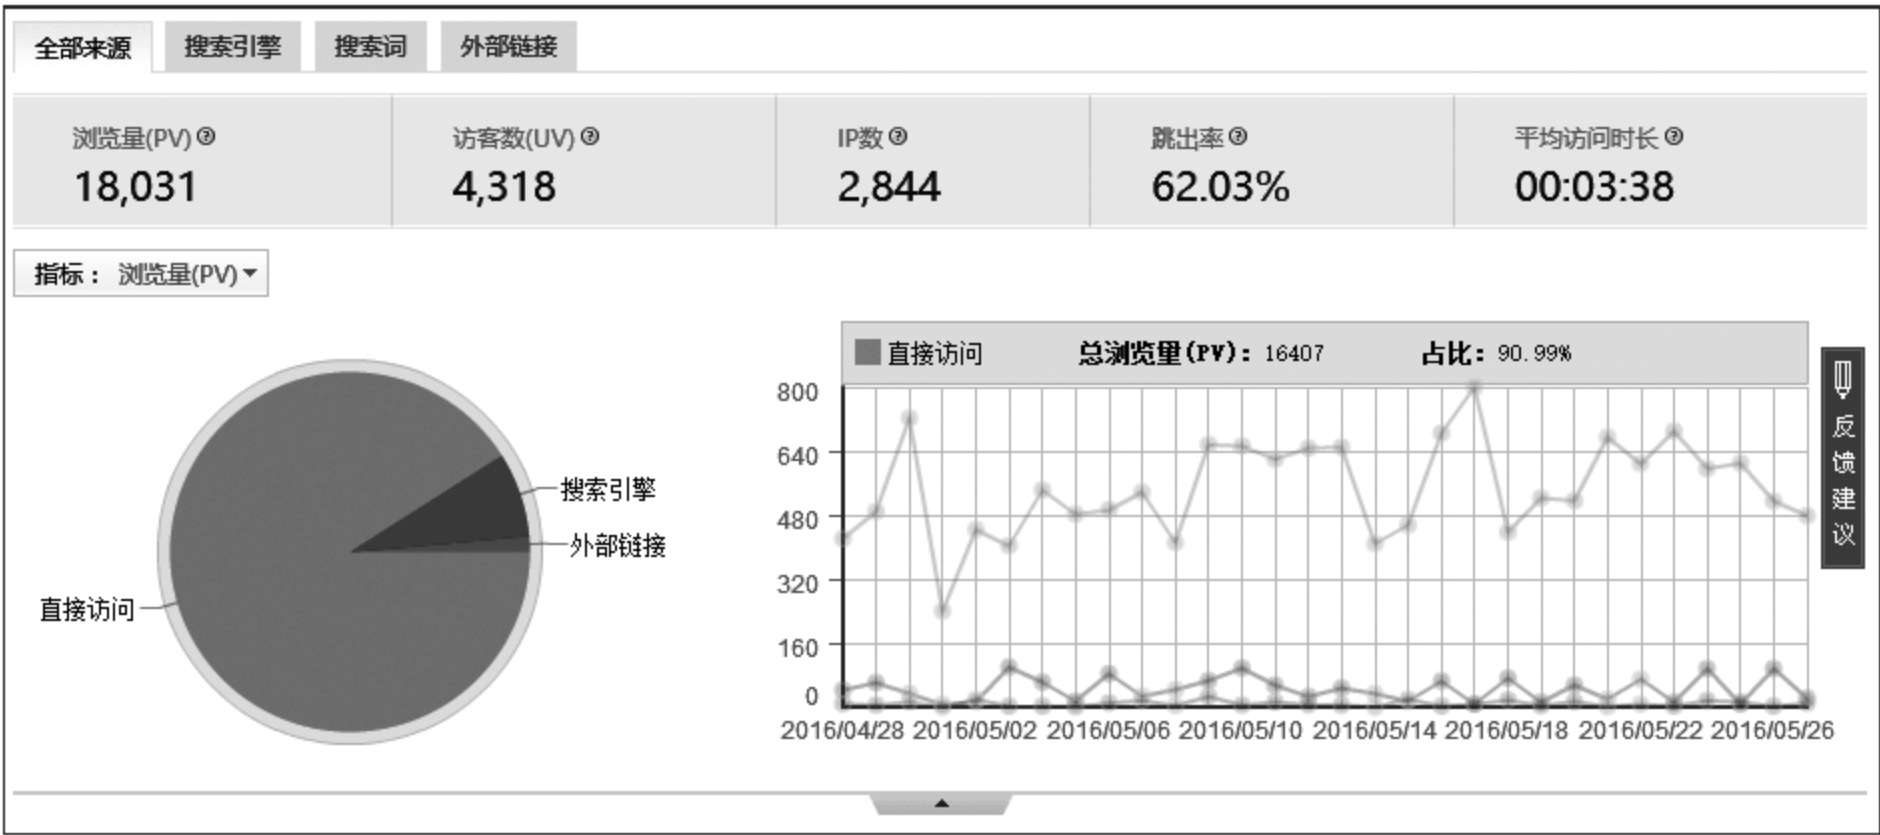 全部来源 搜索引擎 搜索词 外部链接
浏览量(PV) 访客数(UV) IP数 跳出率 平均访问时长
18,031 4,318 2,844 62.03% 00:03:38
指标： 浏览量(PV)
搜索引擎
外部链接
直接访问
直接访问 总浏览量(PV): 16407 占比: 90.99%
800
640
480
320
160
0
2016/04/28 2016/05/02 2016/05/06 2016/05/10 2016/05/14 2016/05/18 2016/05/22 2016/05/26
反馈建议